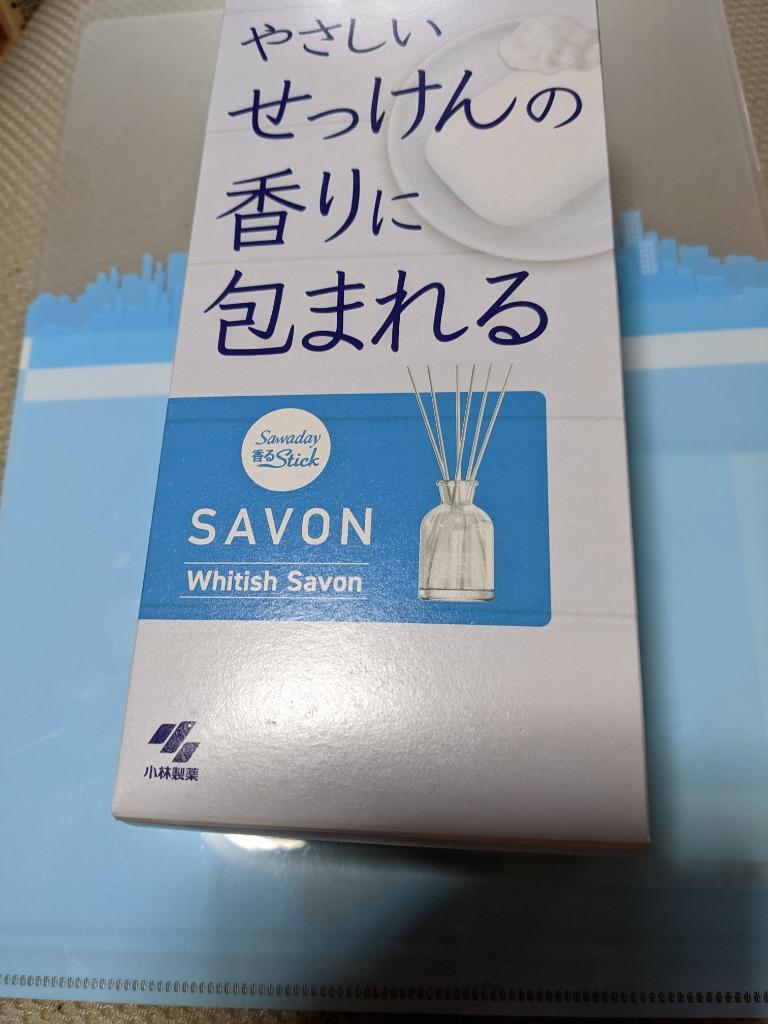 やさしい
せっけんの
香りに
包まれる
Sawaday
香るStick
SAVON
Whitish Savon
小林製薬